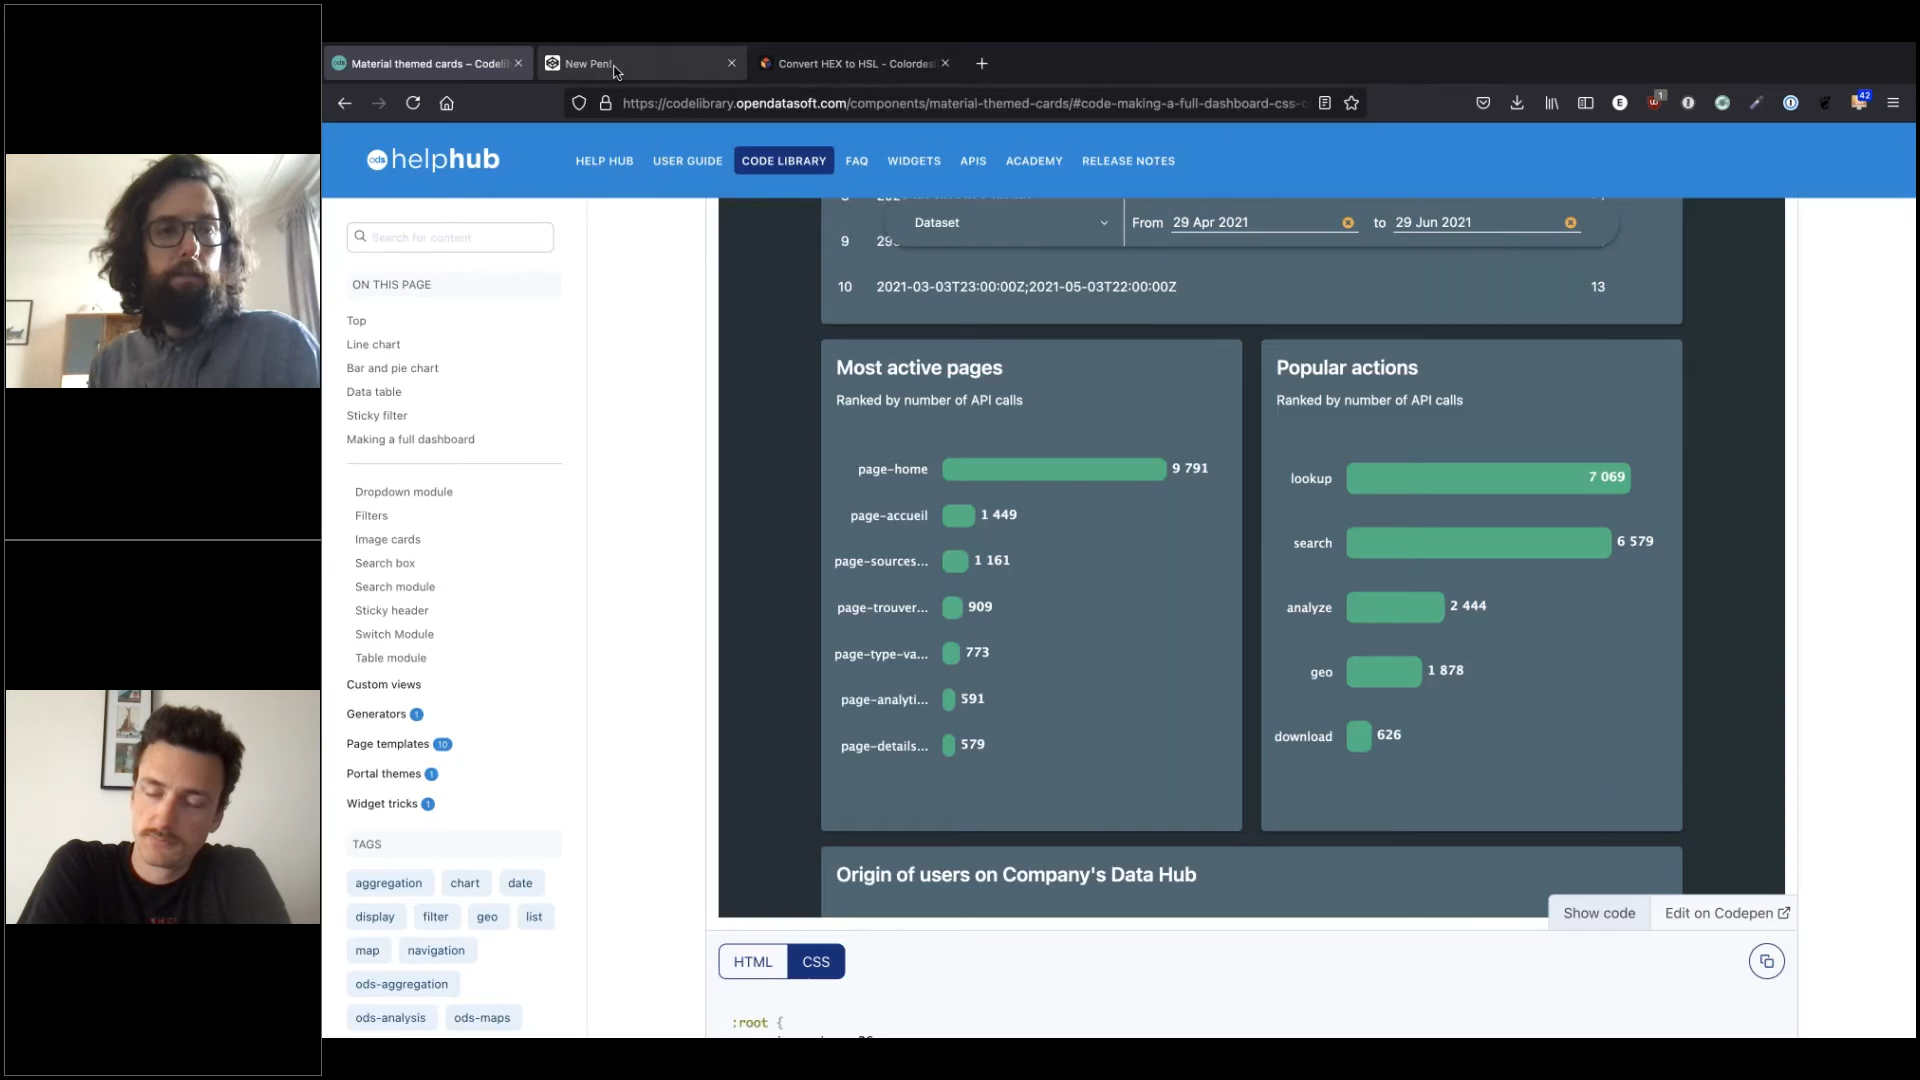 Material themed cards – Codelib
New Pen!
Convert HEX to HSL - Colordesi
https://codelibrary.opendatasoft.com/components/material-themed-cards/#code-making-a-full-dashboard-css-c
E
1
42
ods helphub
HELP HUB
USER GUIDE
CODE LIBRARY
FAQ
WIDGETS
APIS
ACADEMY
RELEASE NOTES
Search for content
ON THIS PAGE
Top
Line chart
Bar and pie chart
Data table
Sticky filter
Making a full dashboard
Dropdown module
Filters
Image cards
Search box
Search module
Sticky header
Switch Module
Table module
Custom views
Generators 1
Page templates 10
Portal themes 1
Widget tricks 1
TAGS
aggregation chart date
display filter geo list
map navigation
ods-aggregation
ods-analysis ods-maps
Dataset
From 29 Apr 2021 to 29 Jun 2021
9
10 2021-03-03T23:00:00Z;2021-05-03T22:00:00Z 13
Most active pages
Ranked by number of API calls
page-home 9 791
page-accueil 1 449
page-sources... 1 161
page-trouver... 909
page-type-va... 773
page-analyti... 591
page-details... 579
Popular actions
Ranked by number of API calls
lookup 7 069
search 6 579
analyze 2 444
geo 1 878
download 626
Origin of users on Company's Data Hub
Show code
Edit on Codepen
HTML CSS
:root {